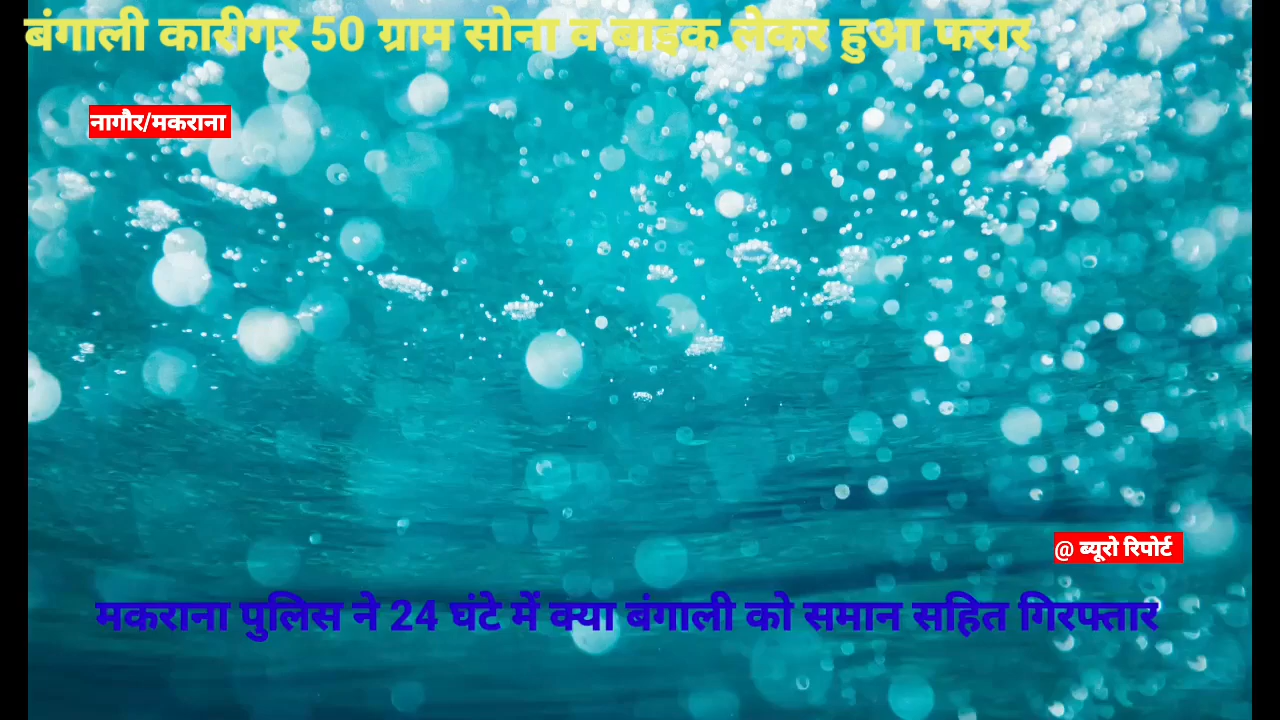 बंगाली कारीगर 50 ग्राम सोना व बाइक लेकर हुआ फरार
नागौर/मकराना
@ ब्यूरो रिपोर्ट
मकराना पुलिस ने 24 घंटे में क्या बंगाली को समान सहित गिरफ्तार